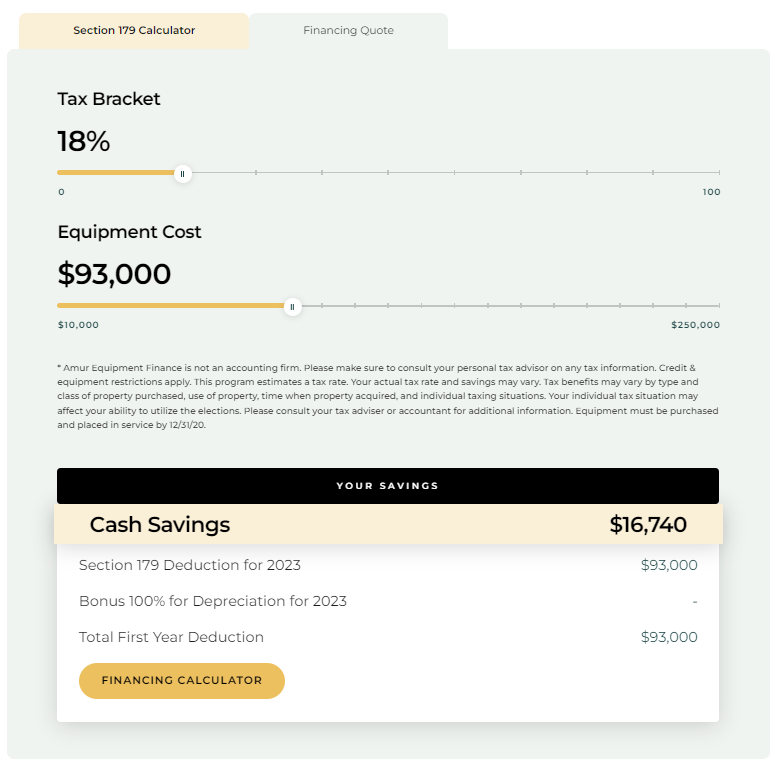 Section 179 Calculator
Financing Quote
Tax Bracket
18%
0
100
Equipment Cost
$93,000
$10,000
$250,000
* Amur Equipment Finance is not an accounting firm. Please make sure to consult your personal tax advisor on any tax information. Credit &
equipment restrictions apply. This program estimates a tax rate. Your actual tax rate and savings may vary. Tax benefits may vary by type and
class of property purchased, use of property, time when property acquired, and individual taxing situations. Your individual tax situation may
affect your ability to utilize the elections. Please consult your tax adviser or accountant for additional information. Equipment must be purchased
and placed in service by 12/31/20.
YOUR SAVINGS
Cash Savings $16,740
Section 179 Deduction for 2023 $93,000
Bonus 100% for Depreciation for 2023 -
Total First Year Deduction $93,000
FINANCING CALCULATOR